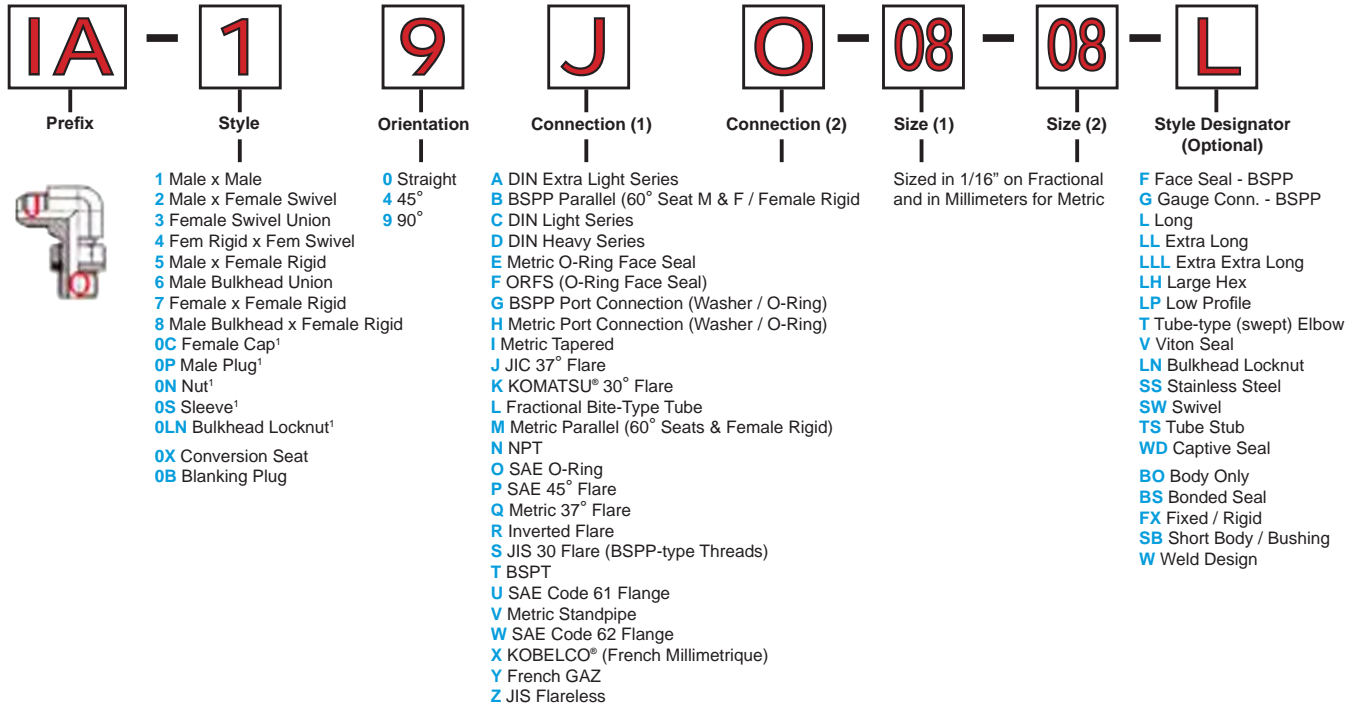 IA - 1 9 J O - 08 - 08 - L
Prefix
Style
Orientation
Connection (1)
Connection (2)
Size (1)
Size (2)
Style Designator
(Optional)
1 Male x Male
2 Male x Female Swivel
3 Female Swivel Union
4 Fem Rigid x Fem Swivel
5 Male x Female Rigid
6 Male Bulkhead Union
7 Female x Female Rigid
8 Male Bulkhead x Female Rigid
0C Female Cap¹
0P Male Plug¹
0N Nut¹
0S Sleeve¹
0LN Bulkhead Locknut¹
0X Conversion Seat
0B Blanking Plug
0 Straight
4 45°
9 90°
A DIN Extra Light Series
B BSPP Parallel (60° Seat M & F / Female Rigid
C DIN Light Series
D DIN Heavy Series
E Metric O-Ring Face Seal
F ORFS (O-Ring Face Seal)
G BSPP Port Connection (Washer / O-Ring)
H Metric Port Connection (Washer / O-Ring)
I Metric Tapered
J JIC 37° Flare
K KOMATSU® 30° Flare
L Fractional Bite-Type Tube
M Metric Parallel (60° Seats & Female Rigid)
N NPT
O SAE O-Ring
P SAE 45° Flare
Q Metric 37° Flare
R Inverted Flare
S JIS 30 Flare (BSPP-type Threads)
T BSPT
U SAE Code 61 Flange
V Metric Standpipe
W SAE Code 62 Flange
X KOBELCO® (French Millimetrique)
Y French GAZ
Z JIS Flareless
Sized in 1/16” on Fractional
and in Millimeters for Metric
F Face Seal - BSPP
G Gauge Conn. - BSPP
L Long
LL Extra Long
LLL Extra Extra Long
LH Large Hex
LP Low Profile
T Tube-type (swept) Elbow
V Viton Seal
LN Bulkhead Locknut
SS Stainless Steel
SW Swivel
TS Tube Stub
WD Captive Seal
BO Body Only
BS Bonded Seal
FX Fixed / Rigid
SB Short Body / Bushing
W Weld Design